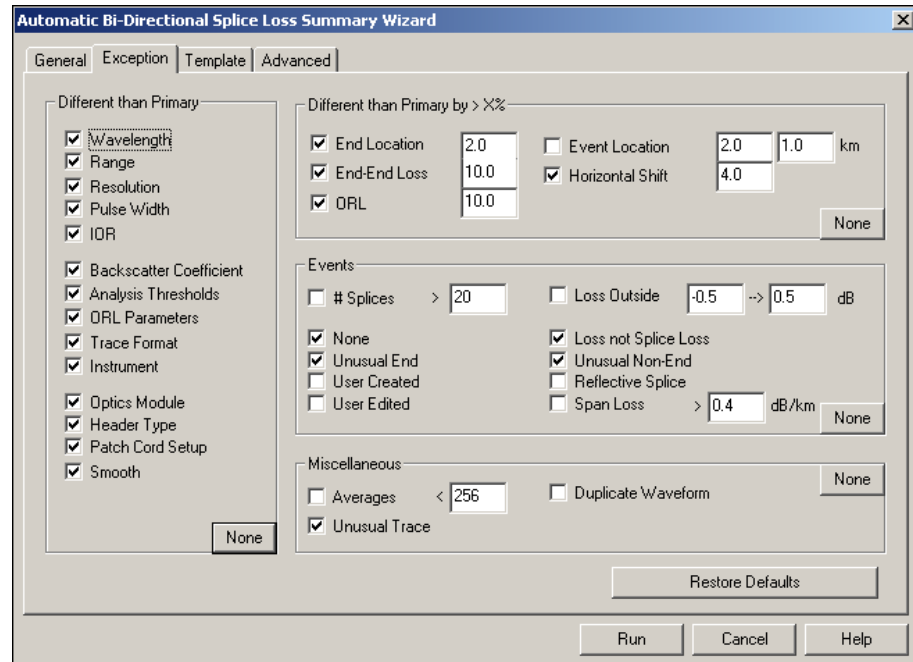 Automatic Bi-Directional Splice Loss Summary Wizard
General Exception Template Advanced
Different than Primary
Wavelength
Range
Resolution
Pulse Width
IOR
Backscatter Coefficient
Analysis Thresholds
ORL Parameters
Trace Format
Instrument
Optics Module
Header Type
Patch Cord Setup
Smooth
None
Different than Primary by > X%
End Location 2.0 Event Location 2.0 1.0 km
End-End Loss 10.0 Horizontal Shift 4.0
ORL 10.0
None
Events
# Splices > 20 Loss Outside -0.5 --> 0.5 dB
None Loss not Splice Loss
Unusual End Unusual Non-End
User Created Reflective Splice
User Edited Span Loss > 0.4 dB/km
None
Miscellaneous
None
Averages < 256 Duplicate Waveform
Unusual Trace
Restore Defaults
Run Cancel Help